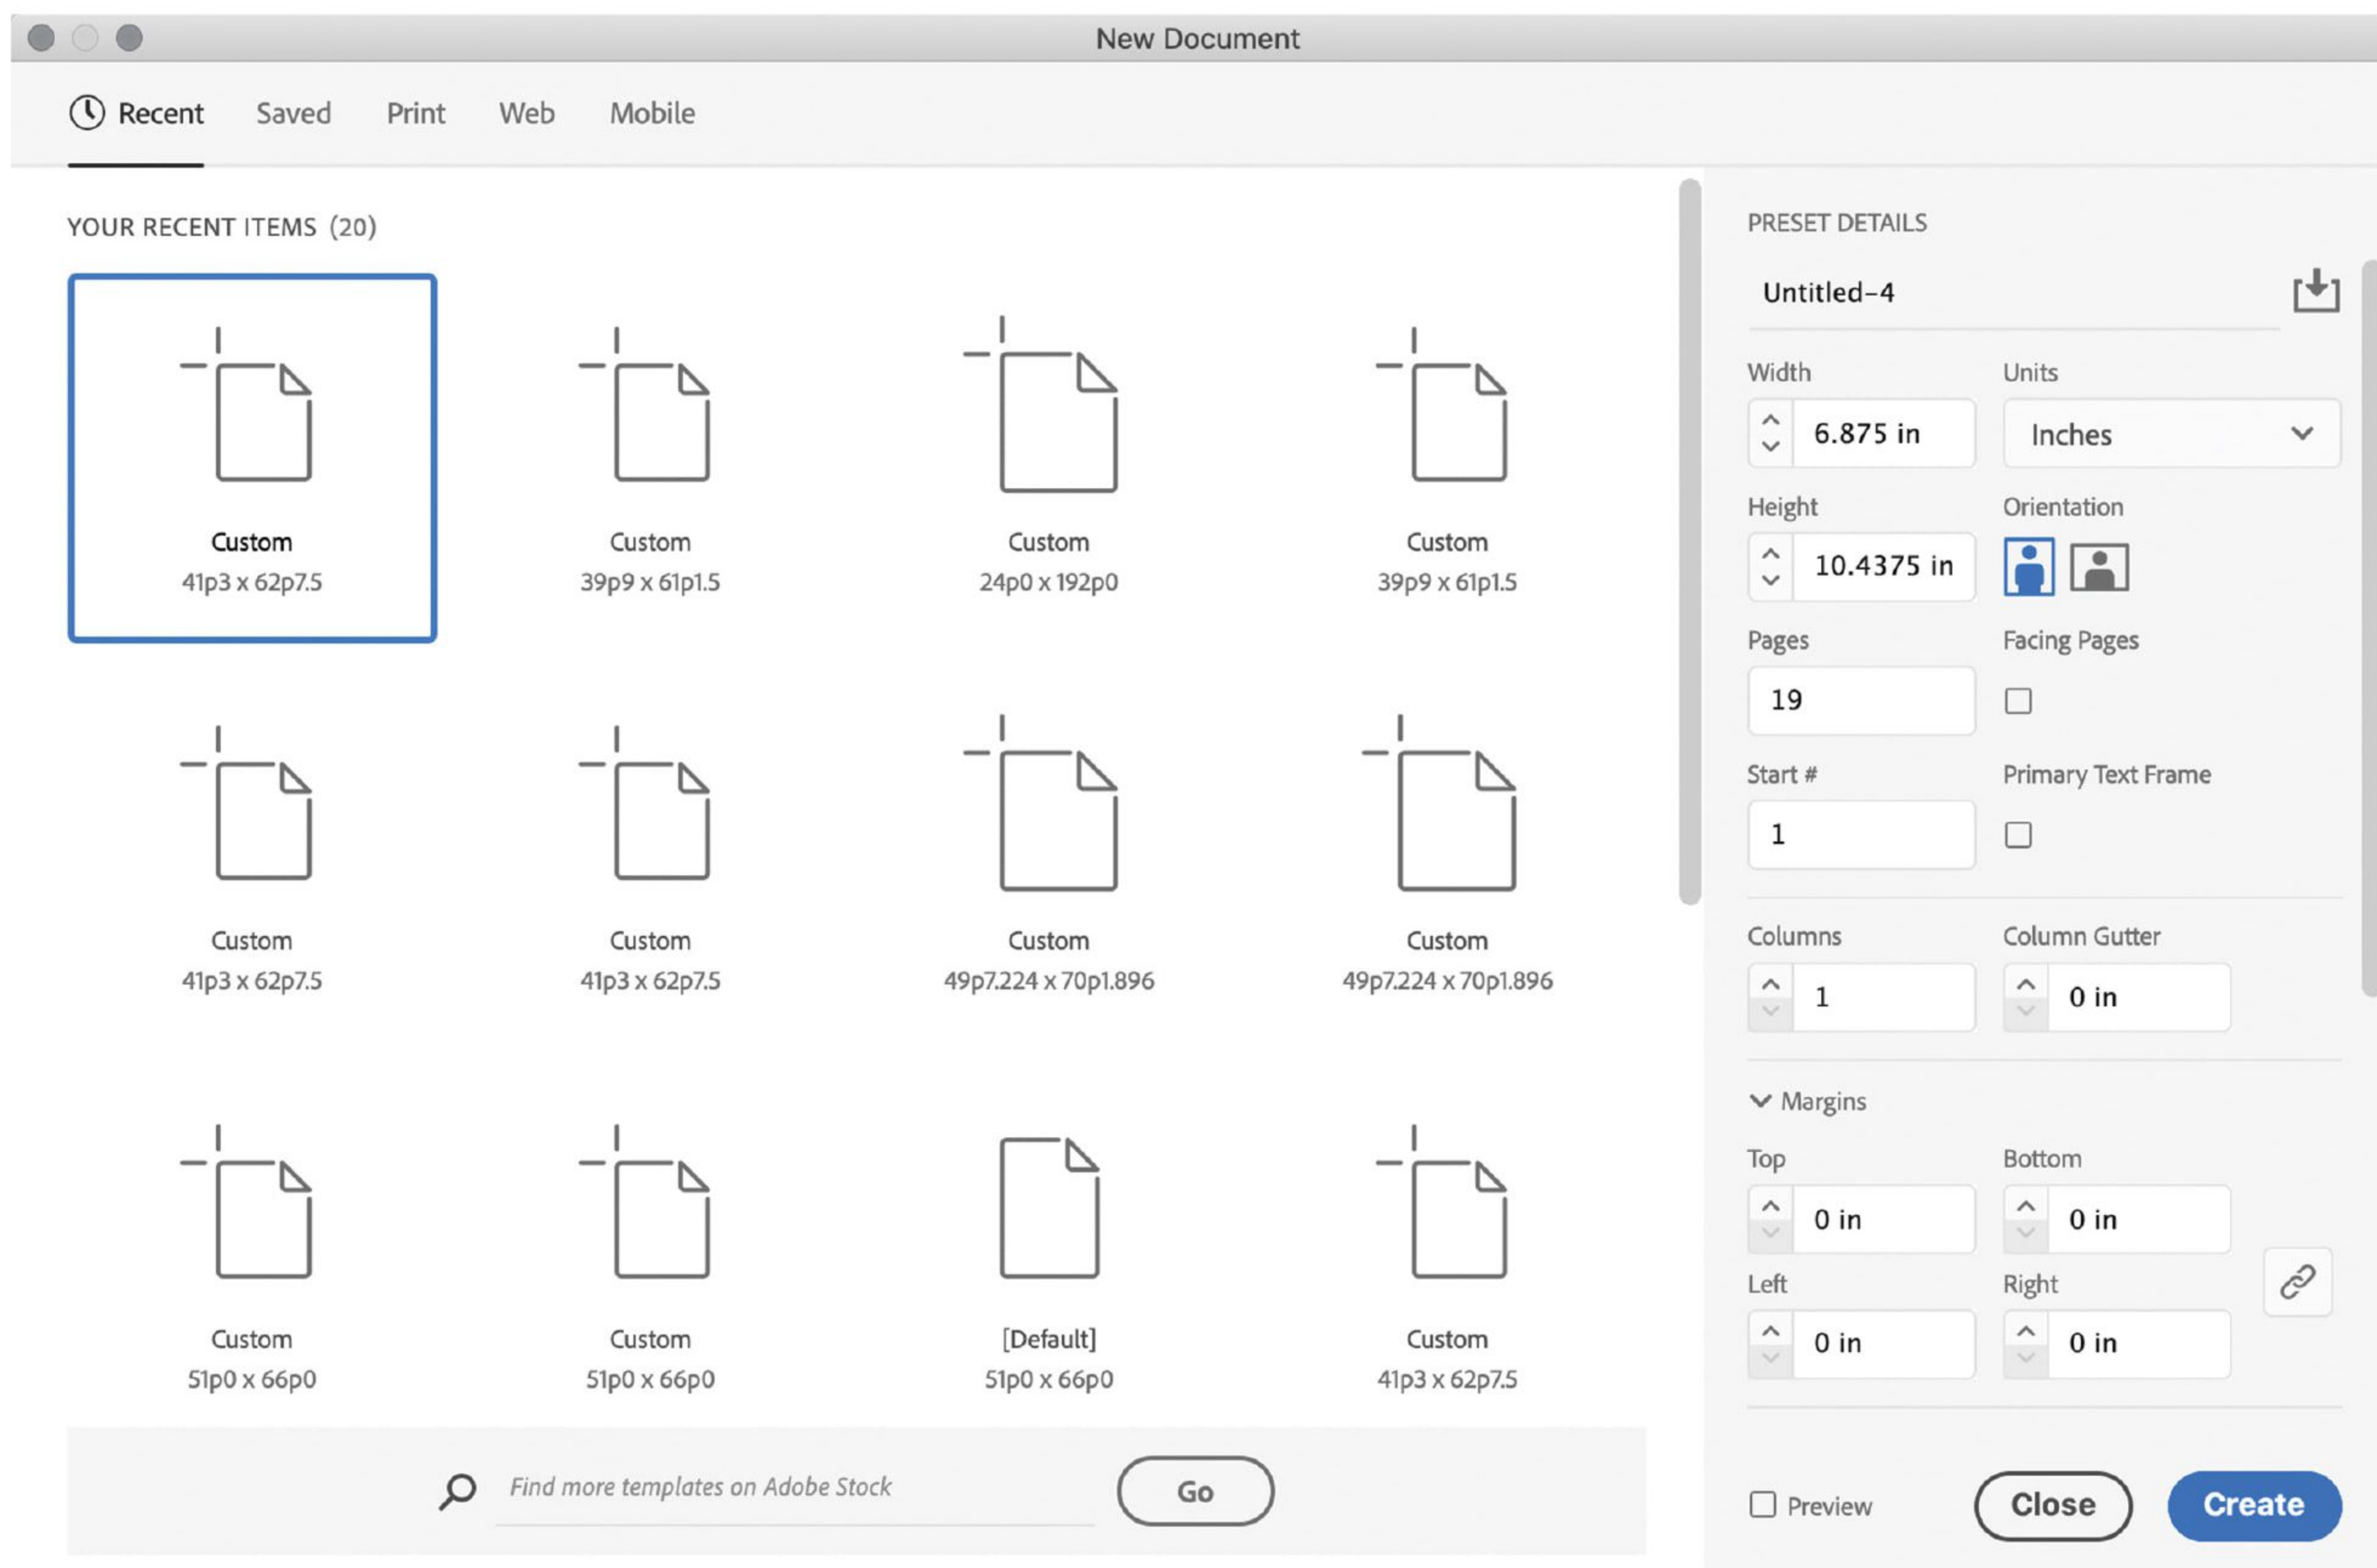 New Document
Recent Saved Print Web Mobile
YOUR RECENT ITEMS (20)
Custom Custom Custom Custom
41p3 x 62p7.5 39p9 x 61p1.5 24p0 x 192p0 39p9 x 61p1.5
Custom Custom Custom Custom
41p3 x 62p7.5 41p3 x 62p7.5 49p7.224 x 70p1.896 49p7.224 x 70p1.896
Custom Custom [Default] Custom
51p0 x 66p0 51p0 x 66p0 51p0 x 66p0 41p3 x 62p7.5
Find more templates on Adobe Stock Go
PRESET DETAILS
Untitled-4
Width Units
6.875 in Inches
Height Orientation
10.4375 in
Pages Facing Pages
19
Start # Primary Text Frame
1
Columns Column Gutter
1 0 in
Margins
Top Bottom
0 in 0 in
Left Right
0 in 0 in
Preview Close Create